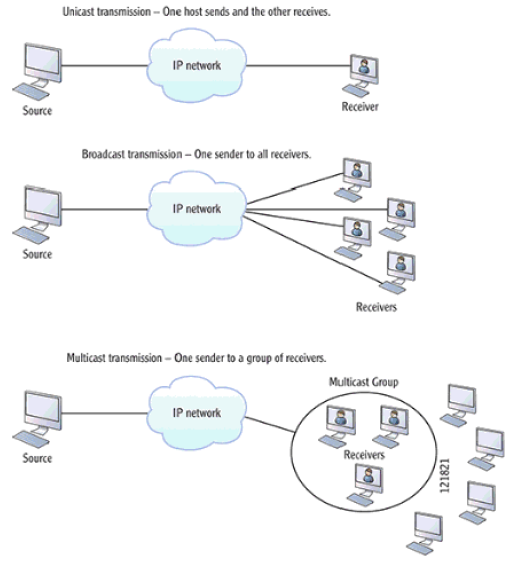 Unicast transmission – One host sends and the other receives.
IP network
Source
Receiver
Broadcast transmission – One sender to all receivers.
IP network
Source
Receivers
Multicast transmission – One sender to a group of receivers.
Multicast Group
IP network
Source
Receivers
121821